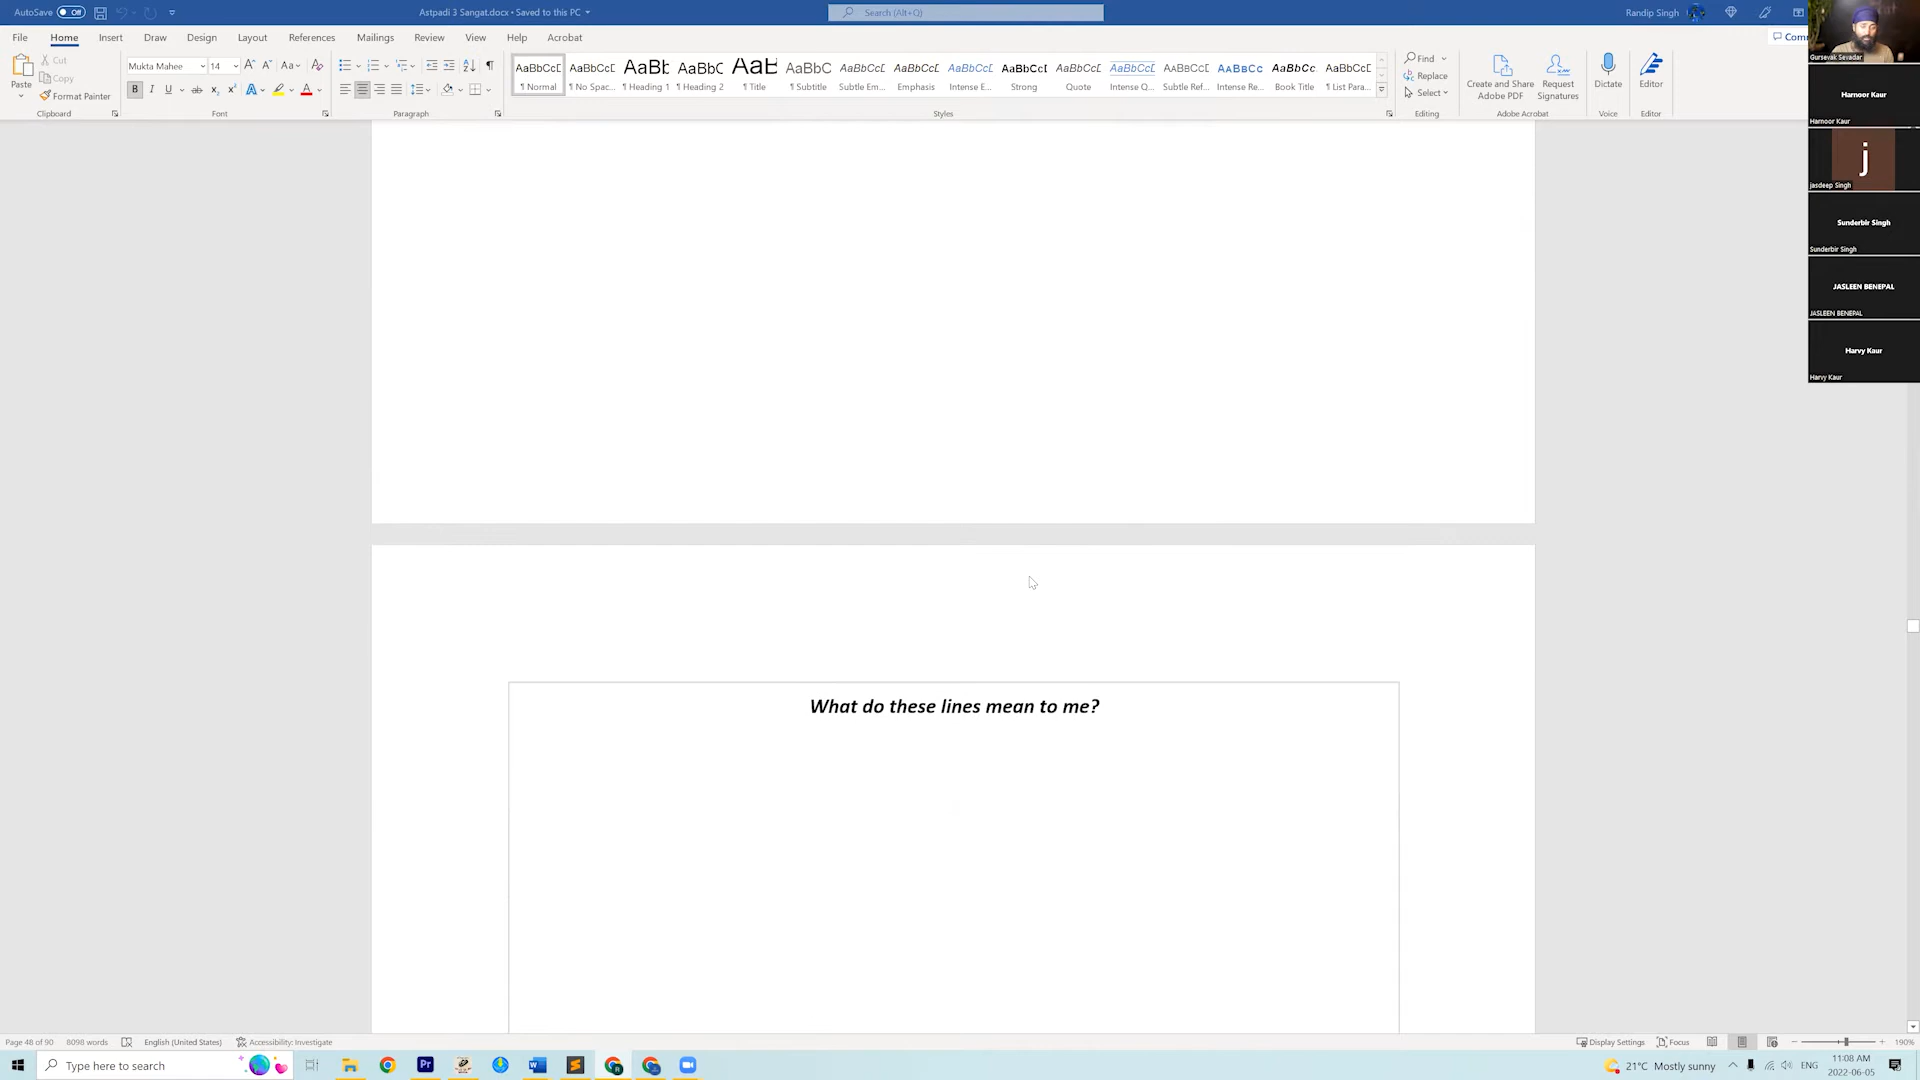 AutoSave Off
Astpadi 3 Sangat.docx • Saved to this PC
Search (Alt+Q)
Randip Singh
File Home Insert Draw Design Layout References Mailings Review View Help Acrobat
Com
Paste
Cut
Copy
Format Painter
Clipboard
Mukta Mahee 14
Font
Paragraph
AaBbCcD AaBbCcD AaBb AaBbC AaB AaBbC AaBbCcD AaBbCcD AaBbCcD AaBbCcD AaBbCcD AaBbCcD AaBbCcD AaBbCc AaBbCc AaBbCcD
¶ Normal ¶ No Spac... ¶ Heading 1 ¶ Heading 2 ¶ Title ¶ Subtitle Subtle Em... Emphasis Intense E... Strong Quote Intense Q... Subtle Ref... Intense Re... Book Title ¶ List Para...
Styles
Find
Replace
Select
Editing
Create and Share Adobe PDF
Request Signatures
Adobe Acrobat
Dictate
Voice
Editor
Editor
Gursevak Sevadar
Harnoor Kaur
Harnoor Kaur
j
jasdeep Singh
Sunderbir Singh
Sunderbir Singh
JASLEEN BENEPAL
JASLEEN BENEPAL
Harvy Kaur
Harvy Kaur
What do these lines mean to me?
Page 48 of 90 8098 words English (United States) Accessibility: Investigate
Display Settings Focus 190%
Type here to search
21°C Mostly sunny ENG
11:08 AM
2022-06-05